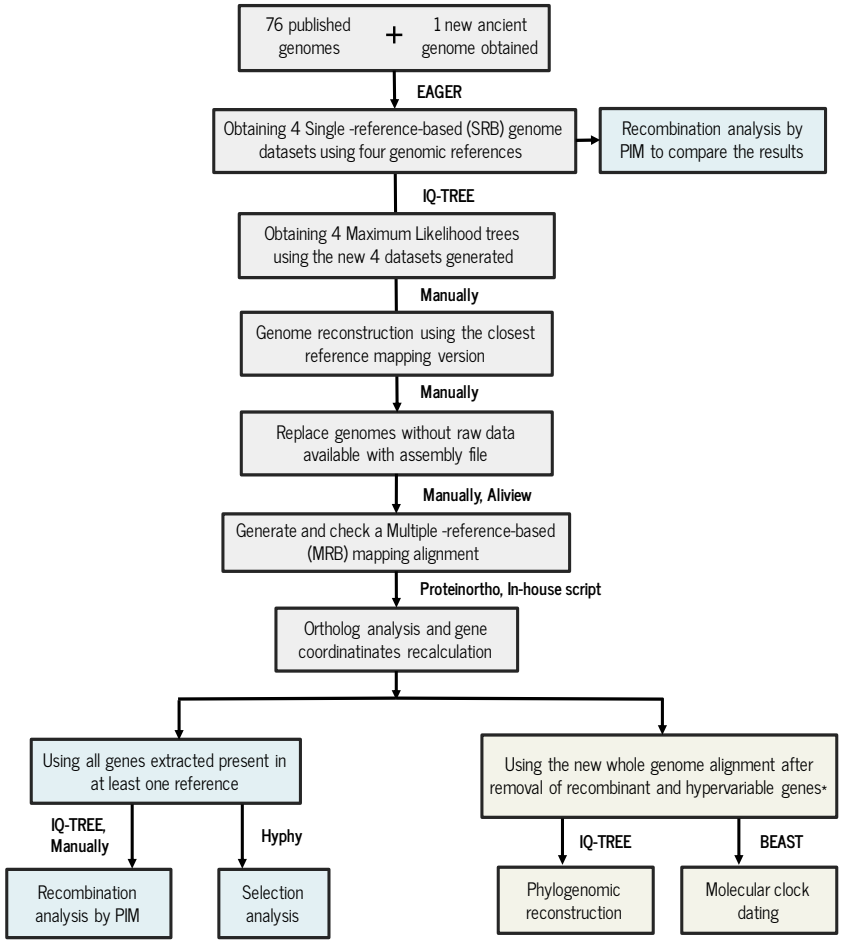 76 published
genomes
+
1 new ancient
genome obtained
EAGER
Obtaining 4 Single -reference-based (SRB) genome
datasets using four genomic references
Recombination analysis by
PIM to compare the results
IQ-TREE
Obtaining 4 Maximum Likelihood trees
using the new 4 datasets generated
Manually
Genome reconstruction using the closest
reference mapping version
Manually
Replace genomes without raw data
available with assembly file
Manually, Aliview
Generate and check a Multiple -reference-based
(MRB) mapping alignment
Proteinortho, In-house script
Ortholog analysis and gene
coordinatinates recalculation
Using all genes extracted present in
at least one reference
Using the new whole genome alignment after
removal of recombinant and hypervariable genes*
IQ-TREE,
Manually
Hyphy
IQ-TREE
BEAST
Recombination
analysis by PIM
Selection
analysis
Phylogenomic
reconstruction
Molecular clock
dating